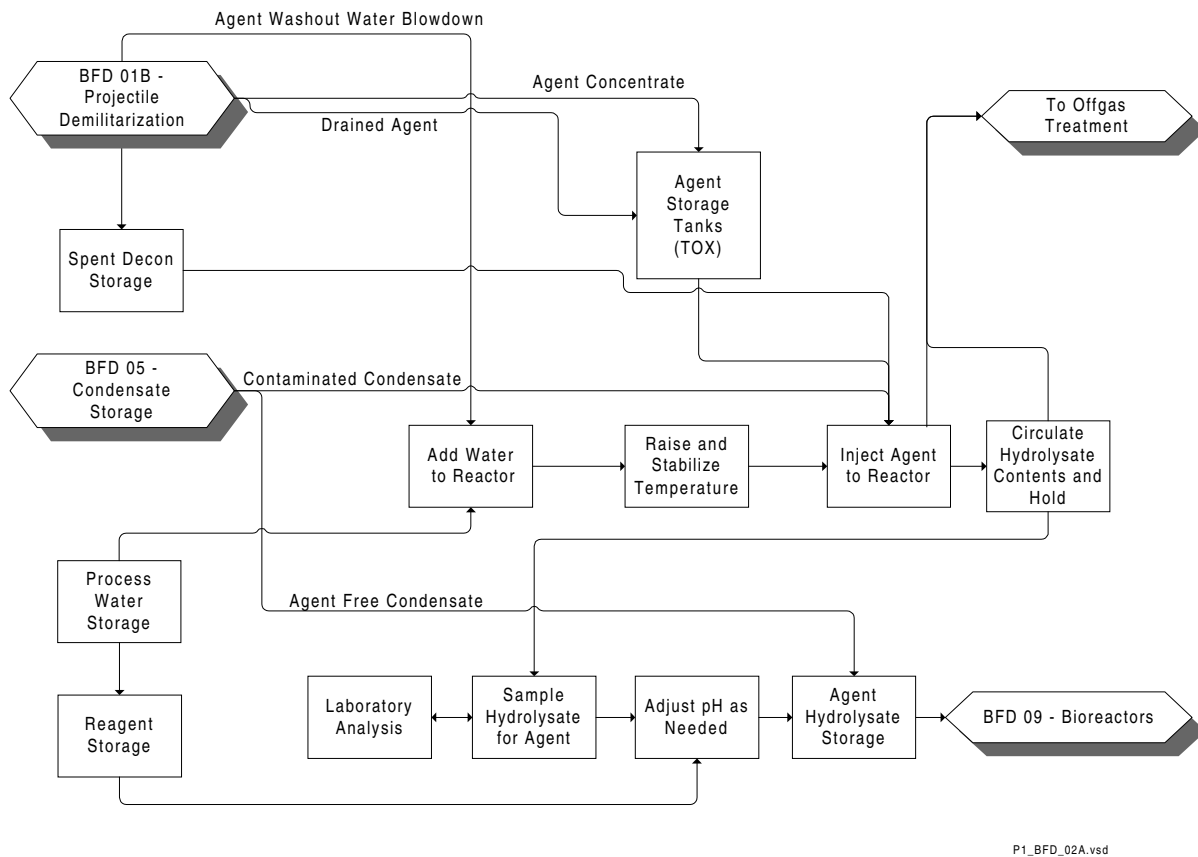 Agent Washout Water Blowdown
BFD 01B -
Projectile
Demilitarization
Agent Concentrate
Drained Agent
To Offgas
Treatment
Agent
Storage
Tanks
(TOX)
Spent Decon
Storage
BFD 05 -
Condensate
Storage
Contaminated Condensate
Add Water
to Reactor
Raise and
Stabilize
Temperature
Inject Agent
to Reactor
Circulate
Hydrolysate
Contents and
Hold
Process
Water
Storage
Agent Free Condensate
Reagent
Storage
Laboratory
Analysis
Sample
Hydrolysate
for Agent
Adjust pH as
Needed
Agent
Hydrolysate
Storage
BFD 09 - Bioreactors
P1_BFD_02A.vsd